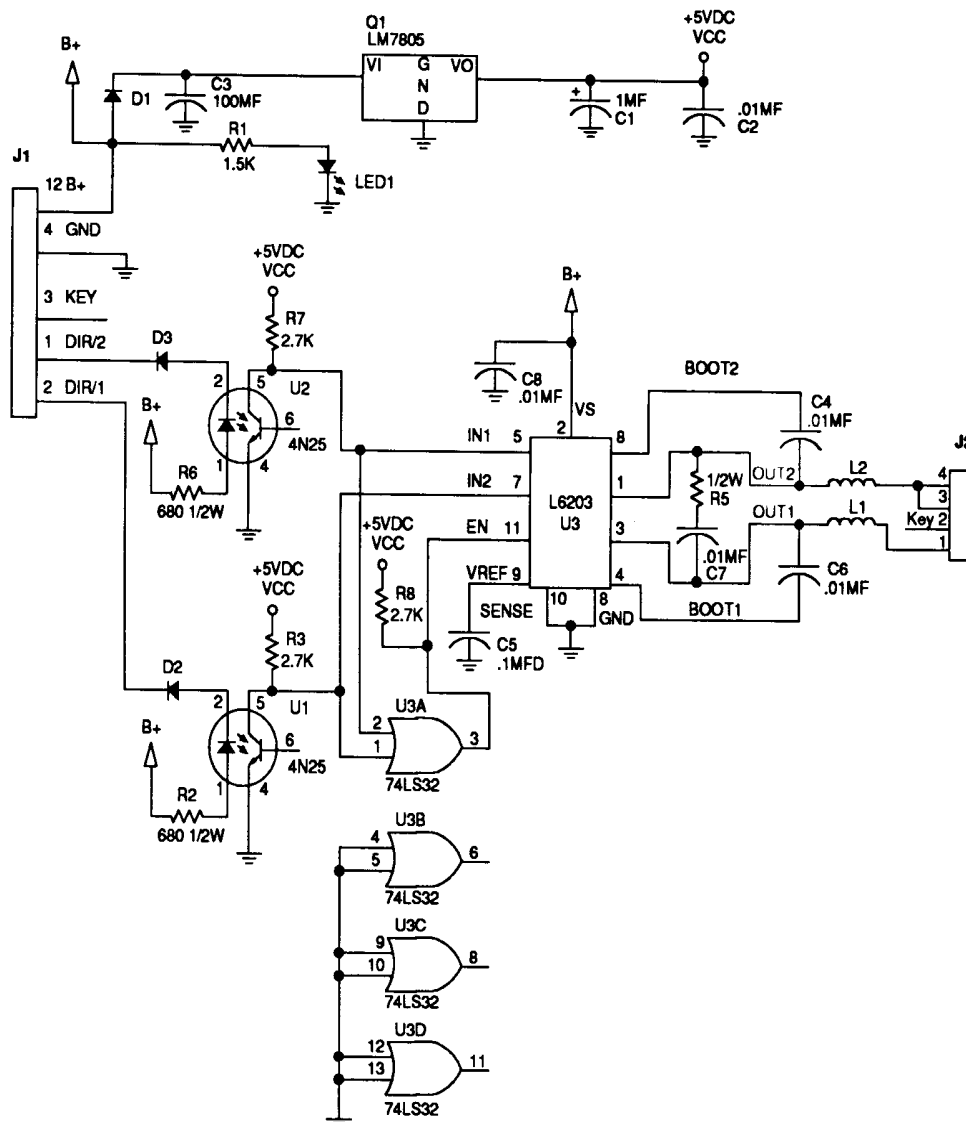 Q1
LM7805
+5VDC
VCC
B+
VI
G
N
D
VO
D1
C3
100MF
+
1MF
C1
.01MF
C2
R1
1.5K
LED1
J1
12 B+
4 GND
3 KEY
1 DIR/2
2 DIR/1
+5VDC
VCC
R7
2.7K
D3
2
5
U2
6
4N25
1
4
B+
R6
680 1/2W
B+
C8
.01MF
VS
2
BOOT2
C4
.01MF
IN1
5
8
IN2
7
1
EN
11
3
VREF
9
4
L6203
U3
10
8
SENSE
GND
1/2W
R5
.01MF
C7
OUT2
L2
OUT1
L1
C6
.01MF
BOOT1
4
3
Key
2
1
+5VDC
VCC
R8
2.7K
C5
.1MFD
+5VDC
VCC
R3
2.7K
D2
2
5
U1
6
4N25
1
4
B+
R2
680 1/2W
U3A
2
1
3
74LS32
U3B
4
5
6
74LS32
U3C
9
10
8
74LS32
U3D
12
13
11
74LS32